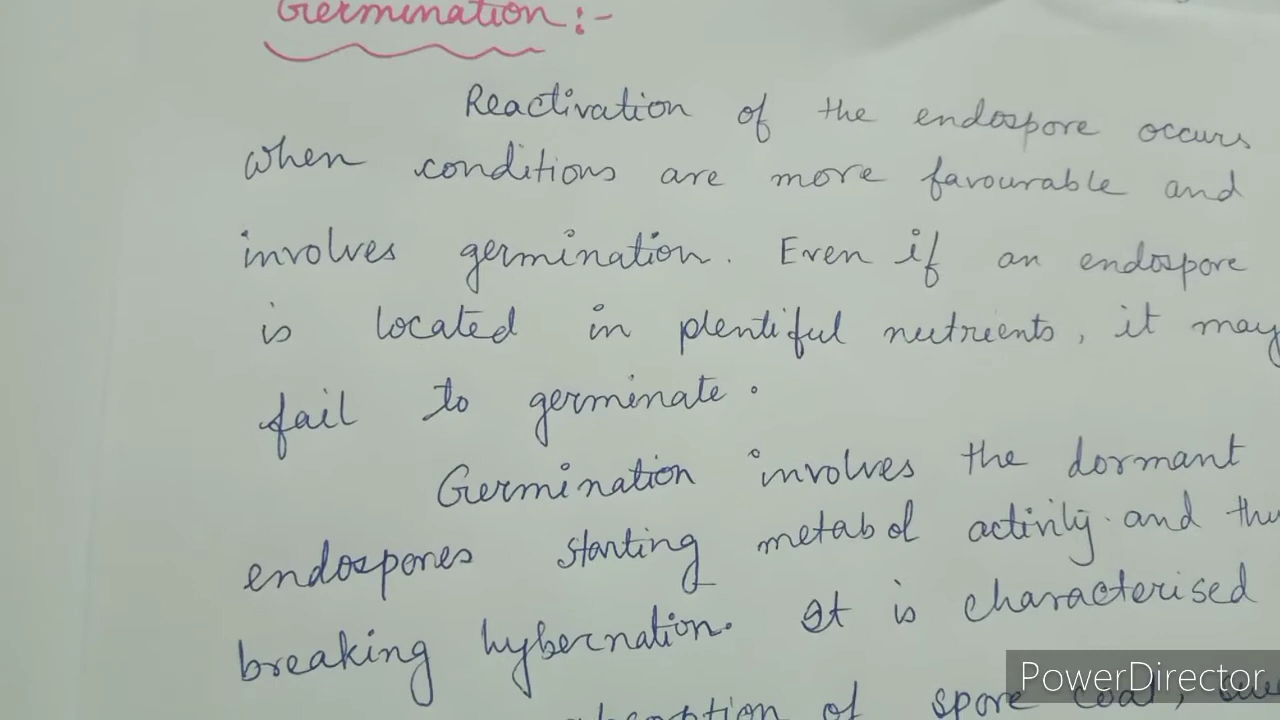 Germination :-
Reactivation of the endospore occurs
when conditions are more favourable and
involves germination. Even if an endospore
is located in plentiful nutrients, it may
fail to germinate.
Germination involves the dormant
endospores starting metabol activity. and
breaking hybernation. It is characterised
of spore coat,
PowerDirector